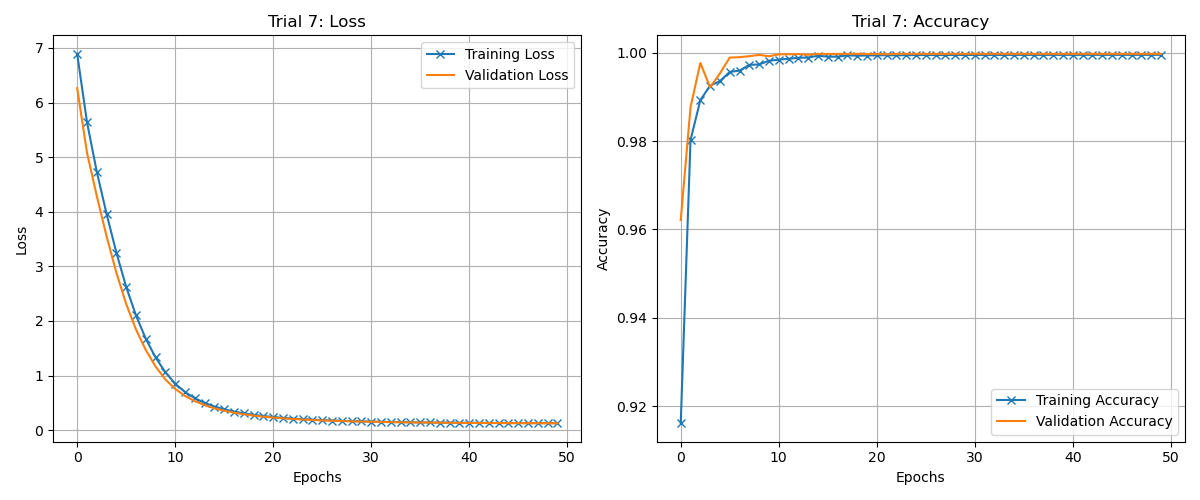 Trial 7: Loss
7
6
5
4
3
2
1
0
Loss
0
10
20
30
40
50
Epochs
Training Loss
Validation Loss
Trial 7: Accuracy
1.00
0.98
0.96
0.94
0.92
Accuracy
0
10
20
30
40
50
Epochs
Training Accuracy
Validation Accuracy